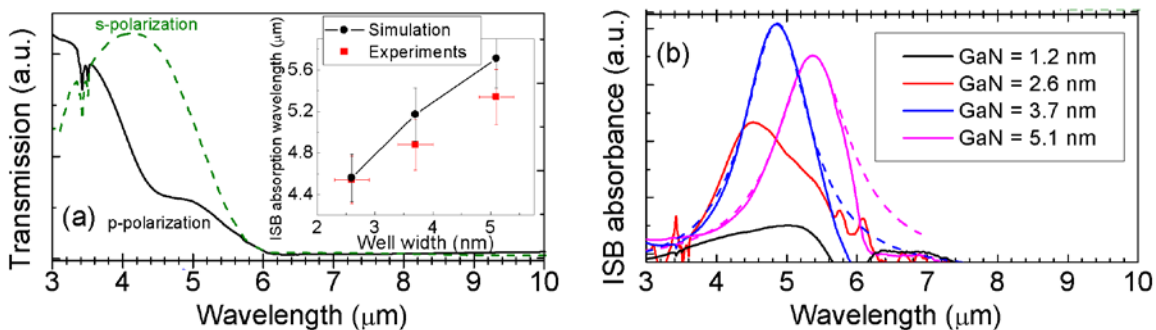 Transmission (a.u.)
s-polarization
p-polarization
(a)
3 4 5 6 7 8 9 10
Wavelength (μm)
ISB absorption wavelength (μm)
5.6
5.2
4.8
4.4
Simulation
Experiments
2 3 4 5
Well width (nm)
ISB absorbance (a.u.)
(b)
GaN = 1.2 nm
GaN = 2.6 nm
GaN = 3.7 nm
GaN = 5.1 nm
3 4 5 6 7 8 9 10
Wavelength (μm)